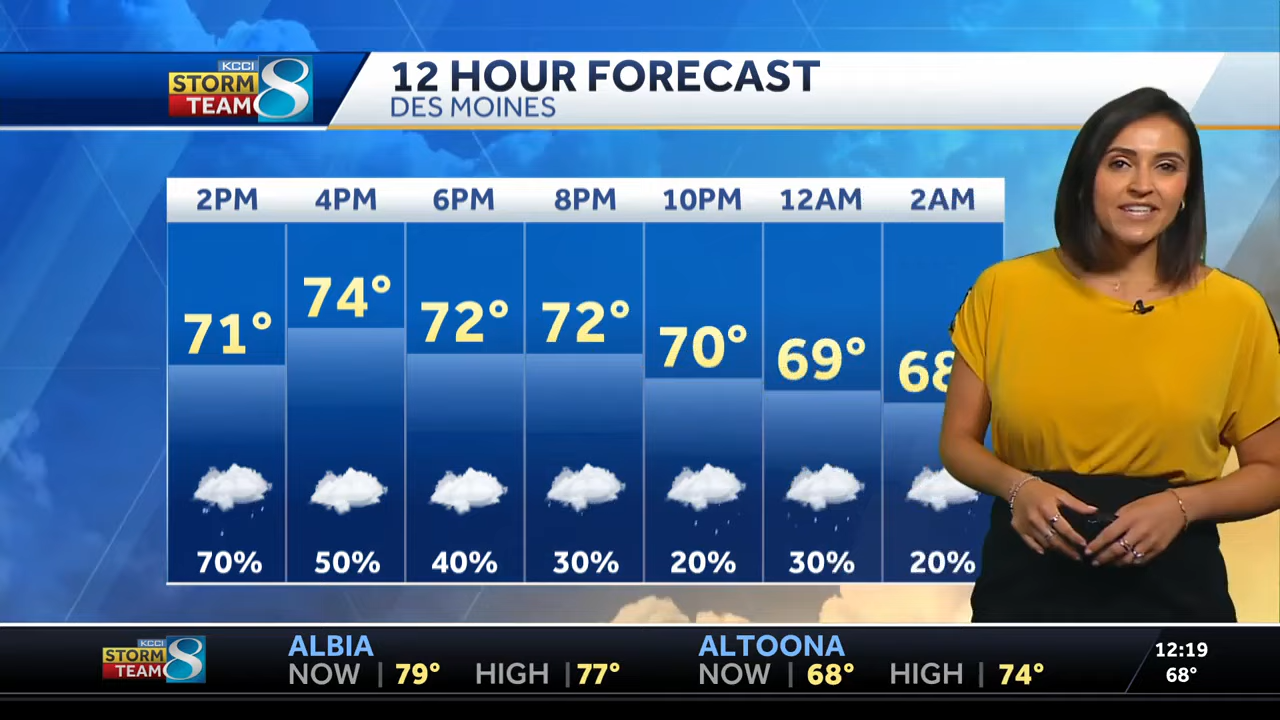 KCCI
STORM
TEAM 8
12 HOUR FORECAST
DES MOINES
2PM 4PM 6PM 8PM 10PM 12AM 2AM
71° 74° 72° 72° 70° 69° 68
70% 50% 40% 30% 20% 30% 20%
KCCI
STORM
TEAM 8
ALBIA ALTOONA 12:19
NOW | 79° HIGH | 77° NOW | 68° HIGH | 74° 68°